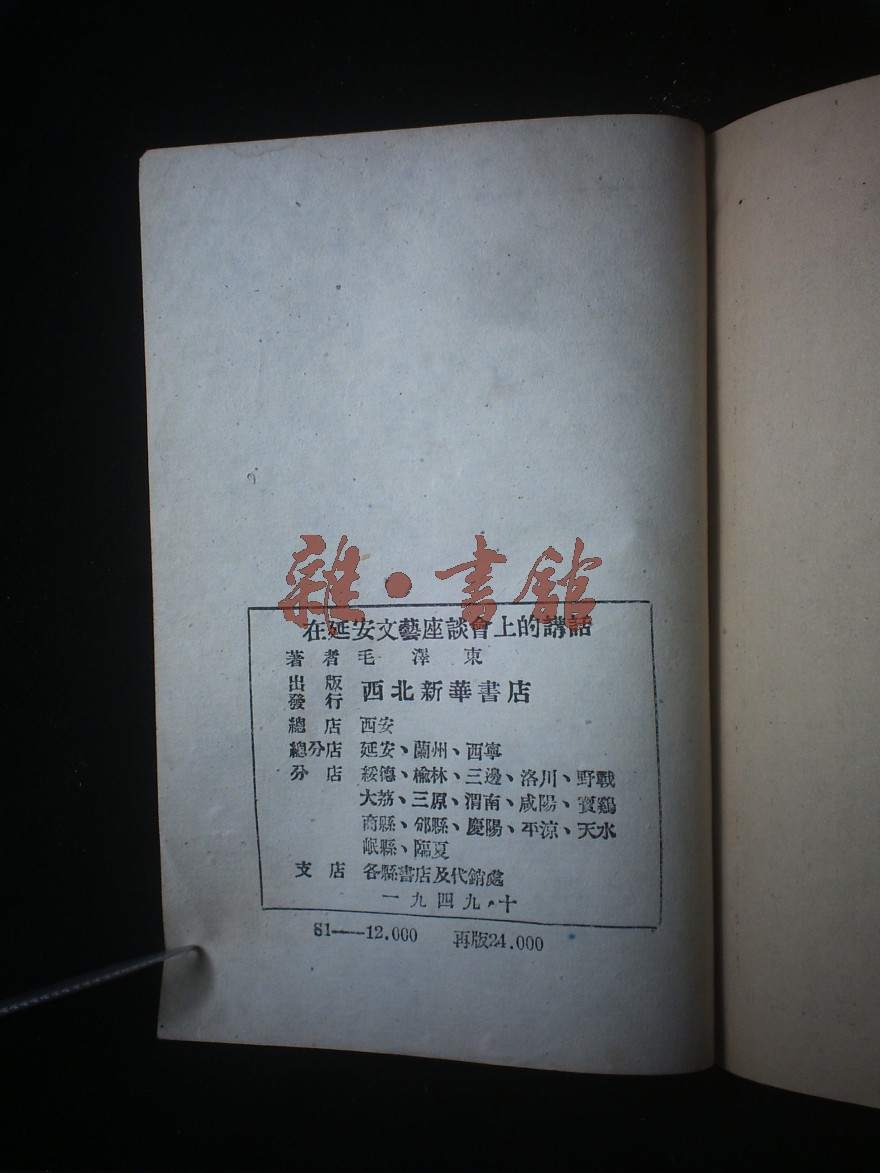 雜·書館
在延安文藝座談會上的講話
著者 毛澤東
出版
發行 西北新華書店
總店 西安
總分店 延安、蘭州、西寧
分店 綏德、榆林、三邊、洛川、野戰
大荔、三原、渭南、咸陽、寶鷄
商縣、邠縣、慶陽、平涼、天水
岷縣、臨夏
支店 各縣書店及代銷處
一九四九、十
S1——12.000 再版24.000